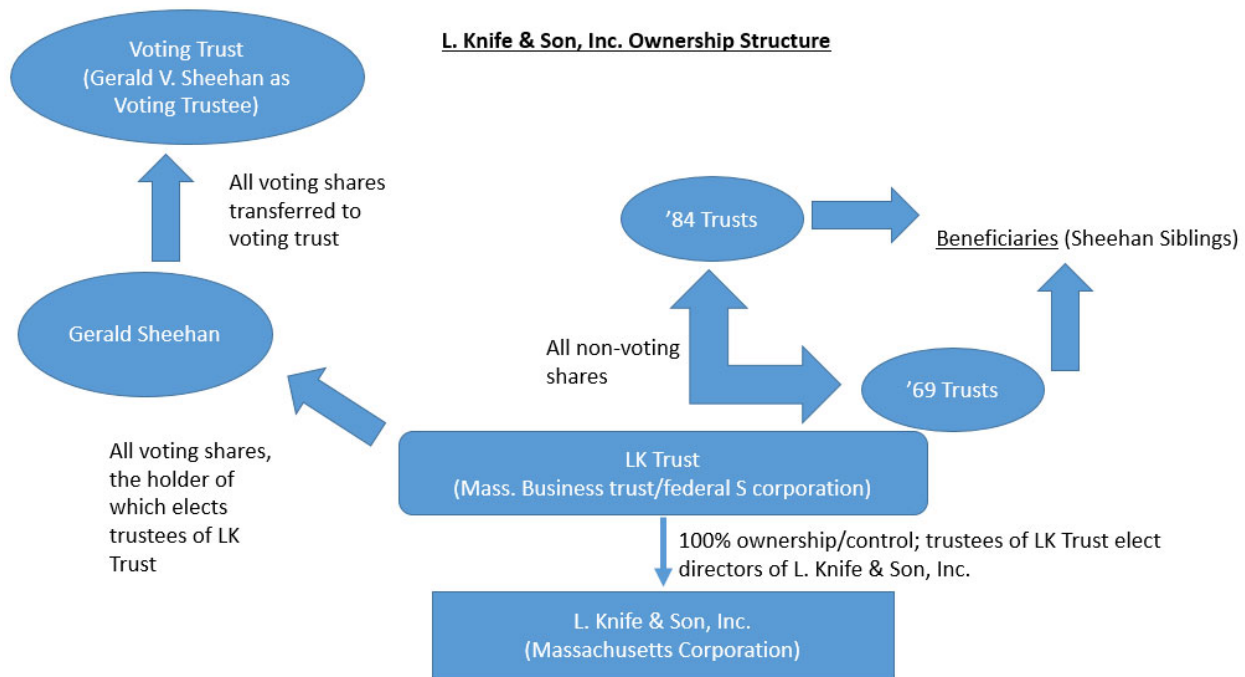 L. Knife & Son, Inc. Ownership Structure
Voting Trust
(Gerald V. Sheehan as
Voting Trustee)
All voting shares
transferred to
voting trust
’84 Trusts
Beneficiaries (Sheehan Siblings)
Gerald Sheehan
All non-voting
shares
’69 Trusts
All voting shares,
the holder of
which elects
trustees of LK
Trust
LK Trust
(Mass. Business trust/federal S corporation)
100% ownership/control; trustees of LK Trust elect
directors of L. Knife & Son, Inc.
L. Knife & Son, Inc.
(Massachusetts Corporation)